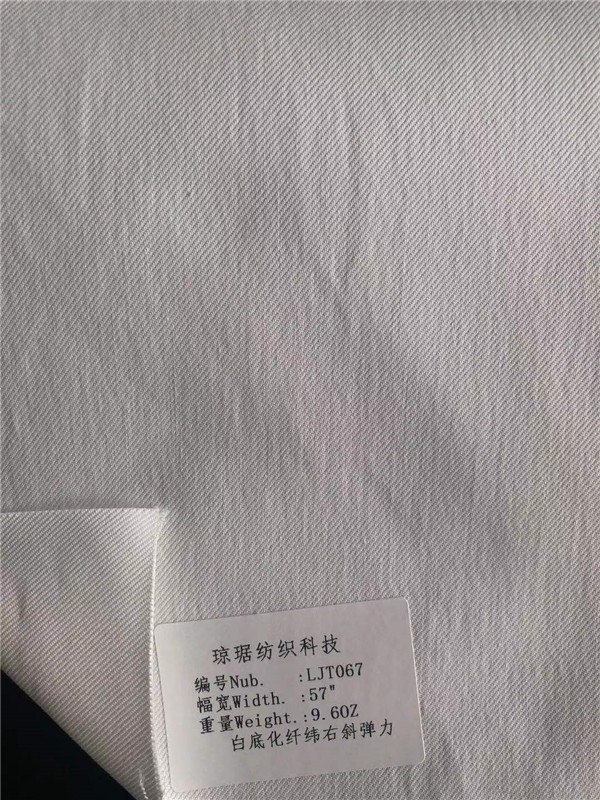 琼琚纺织科技
编号Nub. :LJT067
幅宽Width. :57"
重量Weight.:9.6OZ
白底化纤纬右斜弹力